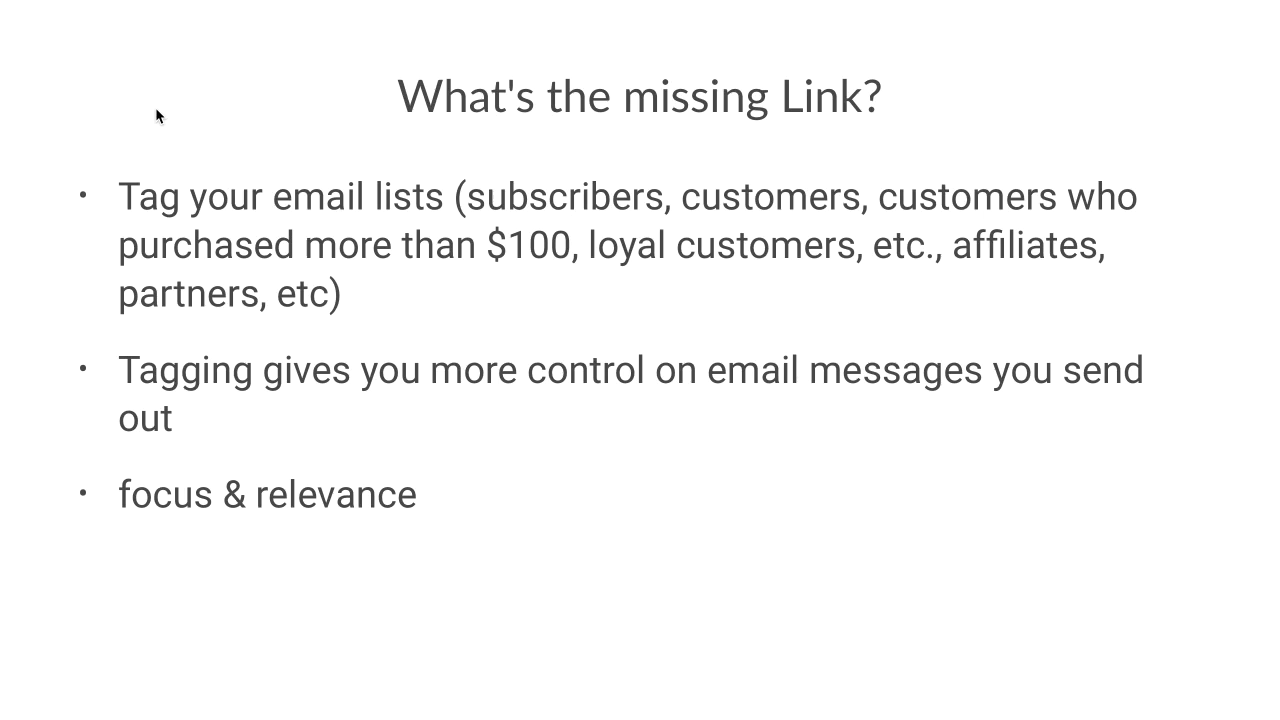 What's the missing Link?
• Tag your email lists (subscribers, customers, customers who
purchased more than $100, loyal customers, etc., affiliates,
partners, etc)
• Tagging gives you more control on email messages you send
out
• focus & relevance